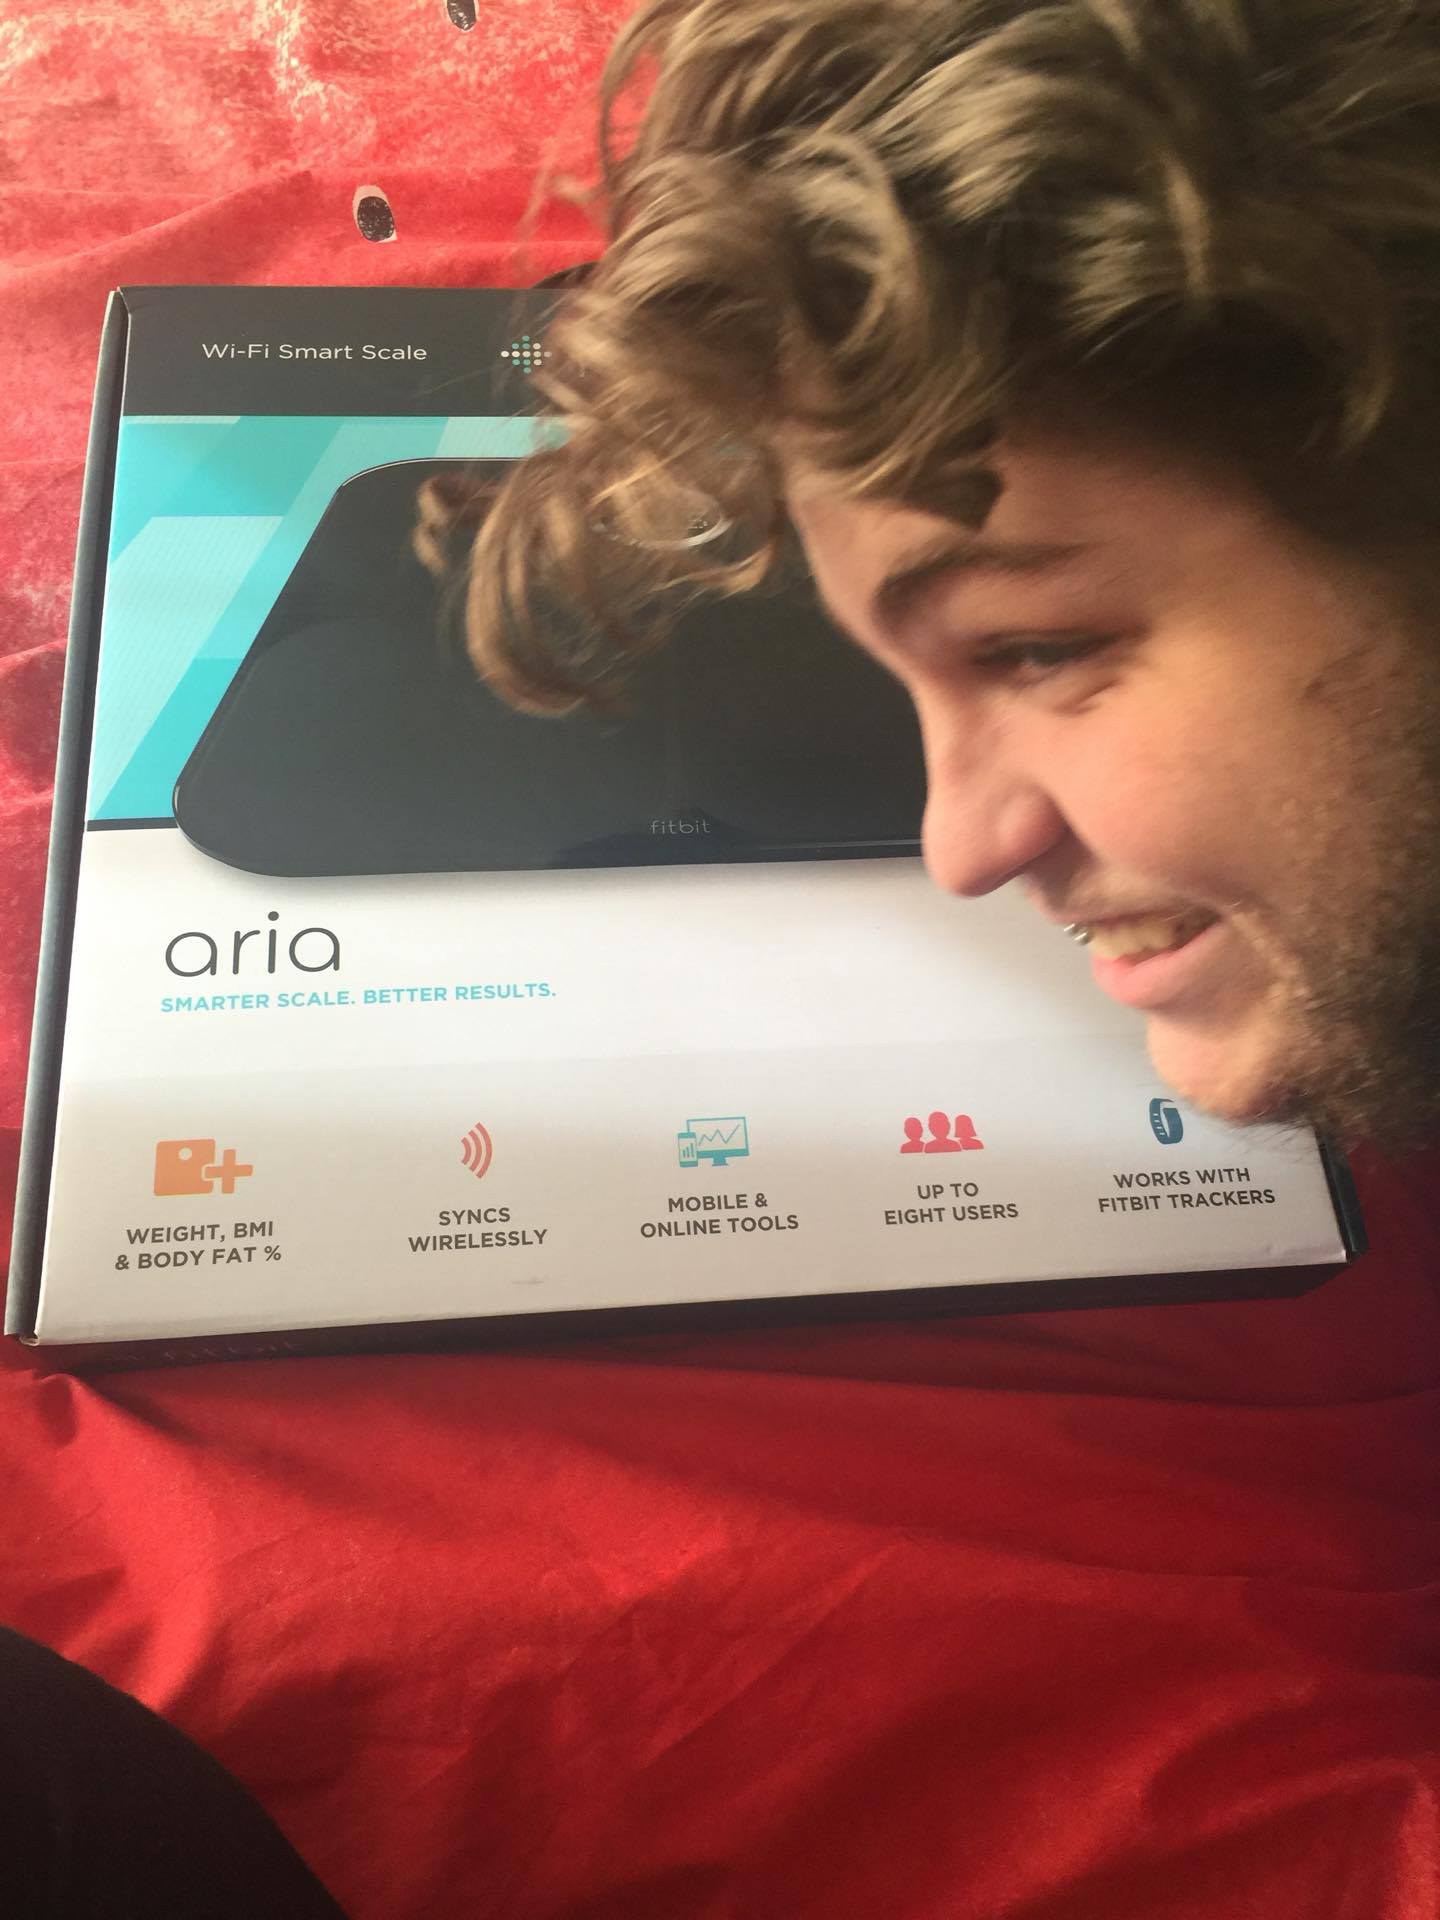 Wi-Fi Smart Scale
fitbit
aria
SMARTER SCALE. BETTER RESULTS.
WEIGHT, BMI
& BODY FAT %
SYNCS
WIRELESSLY
MOBILE &
ONLINE TOOLS
UP TO
EIGHT USERS
WORKS WITH
FITBIT TRACKERS
fitbit